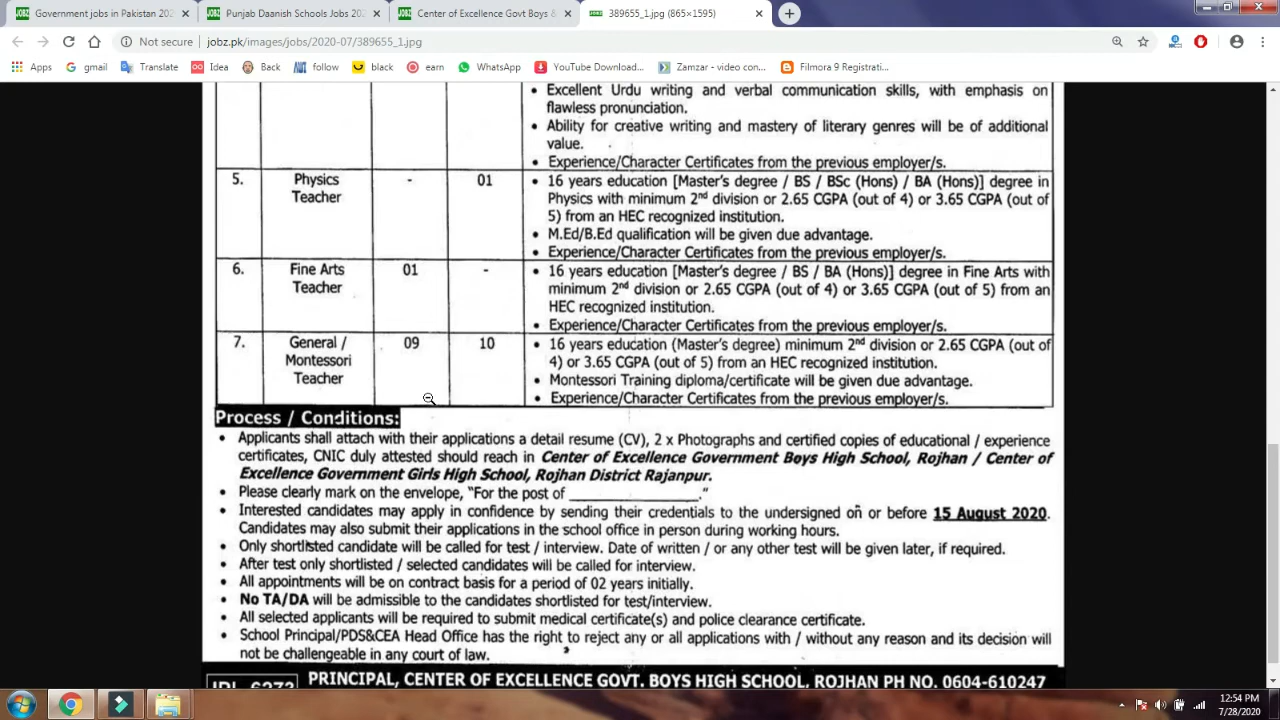 Government jobs in Pakistan 202
Punjab Daanish Schools Jobs 202
Center of Excellence Govt Boys &
389655_1.jpg (865×1595)
Not secure | jobz.pk/images/jobs/2020-07/389655_1.jpg
Apps gmail Translate Idea Back follow black earn WhatsApp YouTube Download... Zamzar - video con... Filmora 9 Registrati...
• Excellent Urdu writing and verbal communication skills, with emphasis on
flawless pronunciation.
• Ability for creative writing and mastery of literary genres will be of additional
value.
• Experience/Character Certificates from the previous employer/s.
5. Physics Teacher - 01
• 16 years education [Master's degree / BS / BSc (Hons) / BA (Hons)] degree in
Physics with minimum 2nd division or 2.65 CGPA (out of 4) or 3.65 CGPA (out of
5) from an HEC recognized institution.
• M.Ed/B.Ed qualification will be given due advantage.
• Experience/Character Certificates from the previous employer/s.
6. Fine Arts Teacher 01 -
• 16 years education [Master's degree / BS / BA (Hons)] degree in Fine Arts with
minimum 2nd division or 2.65 CGPA (out of 4) or 3.65 CGPA (out of 5) from an
HEC recognized institution.
• Experience/Character Certificates from the previous employer/s.
7. General / Montessori Teacher 09 10
• 16 years education (Master's degree) minimum 2nd division or 2.65 CGPA (out of
4) or 3.65 CGPA (out of 5) from an HEC recognized institution.
• Montessori Training diploma/certificate will be given due advantage.
• Experience/Character Certificates from the previous employer/s.
Process / Conditions:
• Applicants shall attach with their applications a detail resume (CV), 2 x Photographs and certified copies of educational / experience
certificates, CNIC duly attested should reach in Center of Excellence Government Boys High School, Rojhan / Center of
Excellence Government Girls High School, Rojhan District Rajanpur.
• Please clearly mark on the envelope, "For the post of ________________."
• Interested candidates may apply in confidence by sending their credentials to the undersigned on or before 15 August 2020.
Candidates may also submit their applications in the school office in person during working hours.
• Only shortlisted candidate will be called for test / interview. Date of written / or any other test will be given later, if required.
• After test only shortlisted / selected candidates will be called for interview.
• All appointments will be on contract basis for a period of 02 years initially.
• No TA/DA will be admissible to the candidates shortlisted for test/interview.
• All selected applicants will be required to submit medical certificate(s) and police clearance certificate.
• School Principal/PDS&CEA Head Office has the right to reject any or all applications with / without any reason and its decision will
not be challengeable in any court of law.
IPL-6273
PRINCIPAL, CENTER OF EXCELLENCE GOVT. BOYS HIGH SCHOOL, ROJHAN PH NO. 0604-610247
12:54 PM
7/28/2020